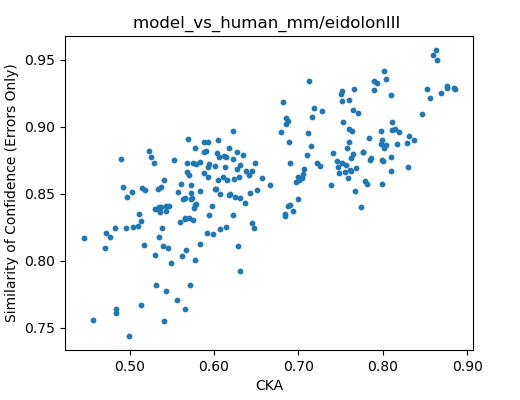 model_vs_human_mm/eidolonIII
0.95
0.90
0.85
0.80
0.75
Similarity of Confidence (Errors Only)
0.50 0.60 0.70 0.80 0.90
CKA